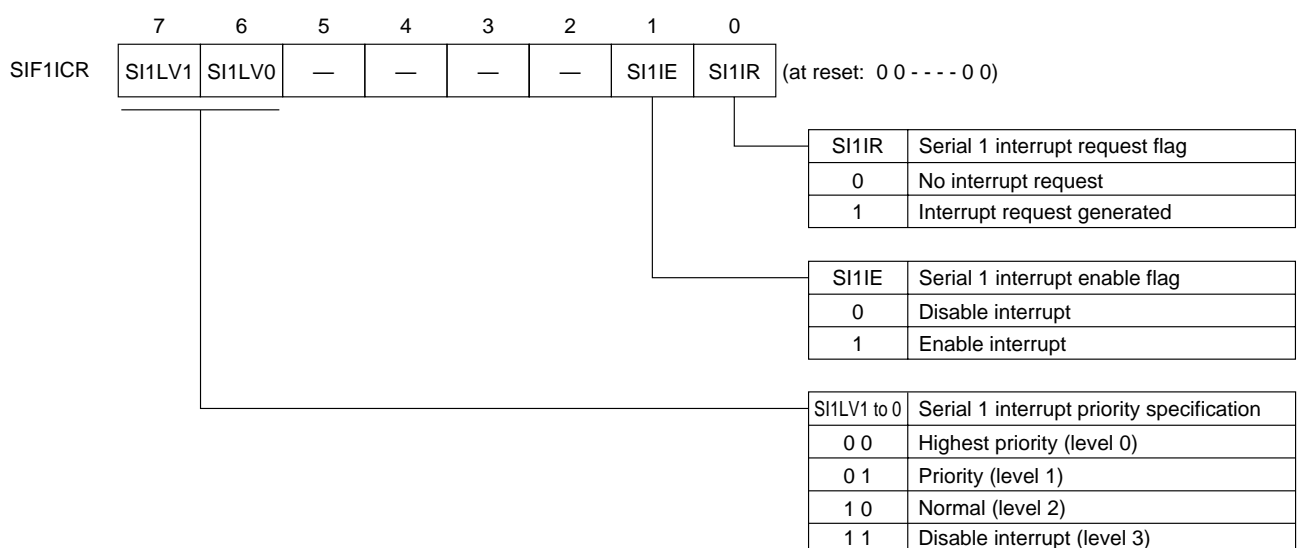 7 6 5 4 3 2 1 0
SIF1ICR SI1LV1 SI1LV0 — — — — SI1IE SI1IR (at reset: 0 0 - - - - 0 0)
SI1IR Serial 1 interrupt request flag
0 No interrupt request
1 Interrupt request generated
SI1IE Serial 1 interrupt enable flag
0 Disable interrupt
1 Enable interrupt
SI1LV1 to 0 Serial 1 interrupt priority specification
0 0 Highest priority (level 0)
0 1 Priority (level 1)
1 0 Normal (level 2)
1 1 Disable interrupt (level 3)